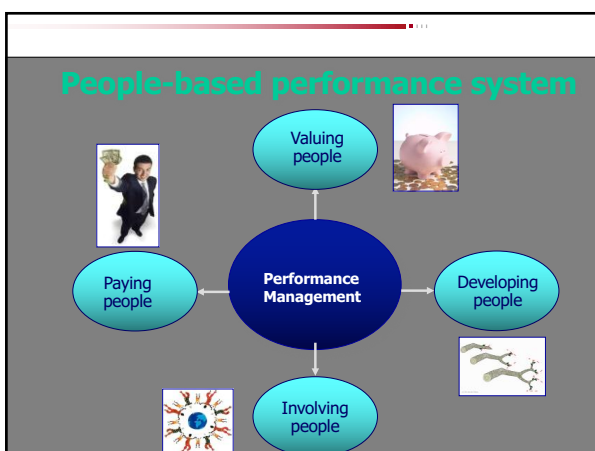 People-based performance system
Valuing
people
Paying
people
Performance
Management
Developing
people
Involving
people